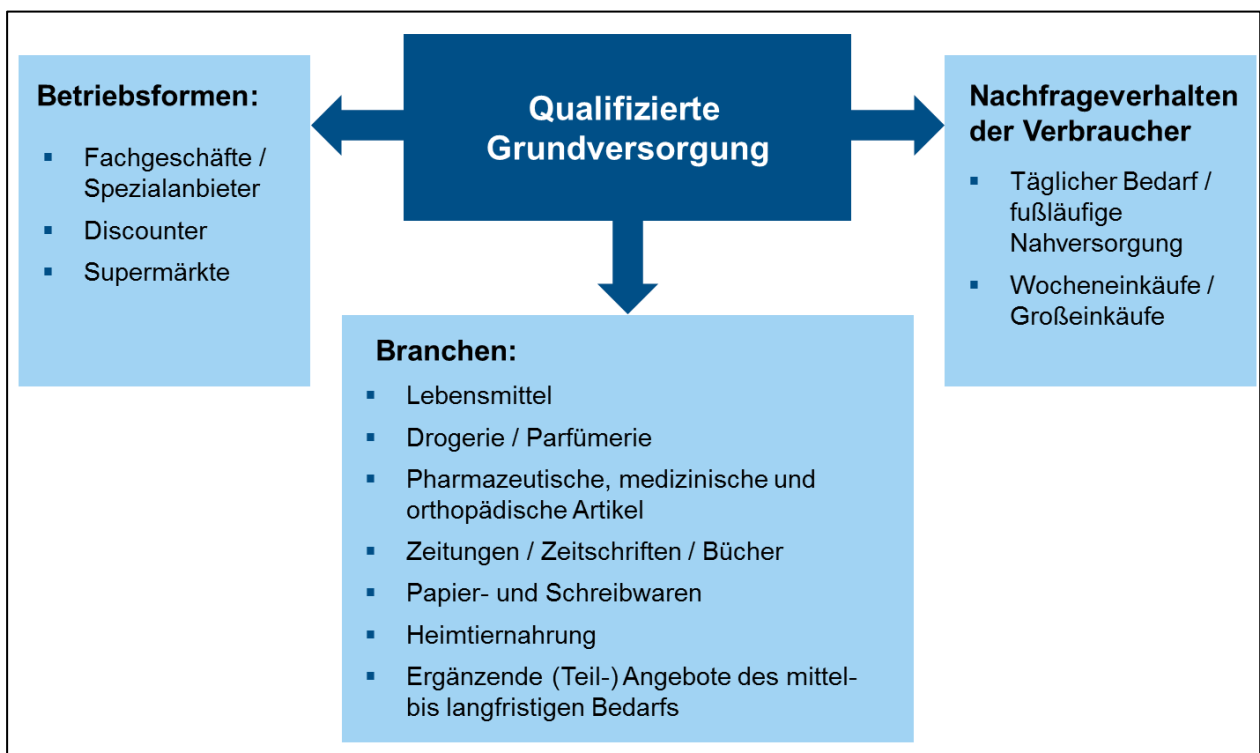 Qualifizierte
Grundversorgung
Betriebsformen:
▪ Fachgeschäfte /
Spezialanbieter
▪ Discounter
▪ Supermärkte
Nachfrageverhalten
der Verbraucher
▪ Täglicher Bedarf /
fußläufige
Nahversorgung
▪ Wocheneinkäufe /
Großeinkäufe
Branchen:
▪ Lebensmittel
▪ Drogerie / Parfümerie
▪ Pharmazeutische, medizinische und
orthopädische Artikel
▪ Zeitungen / Zeitschriften / Bücher
▪ Papier- und Schreibwaren
▪ Heimtiernahrung
▪ Ergänzende (Teil-) Angebote des mittel-
bis langfristigen Bedarfs